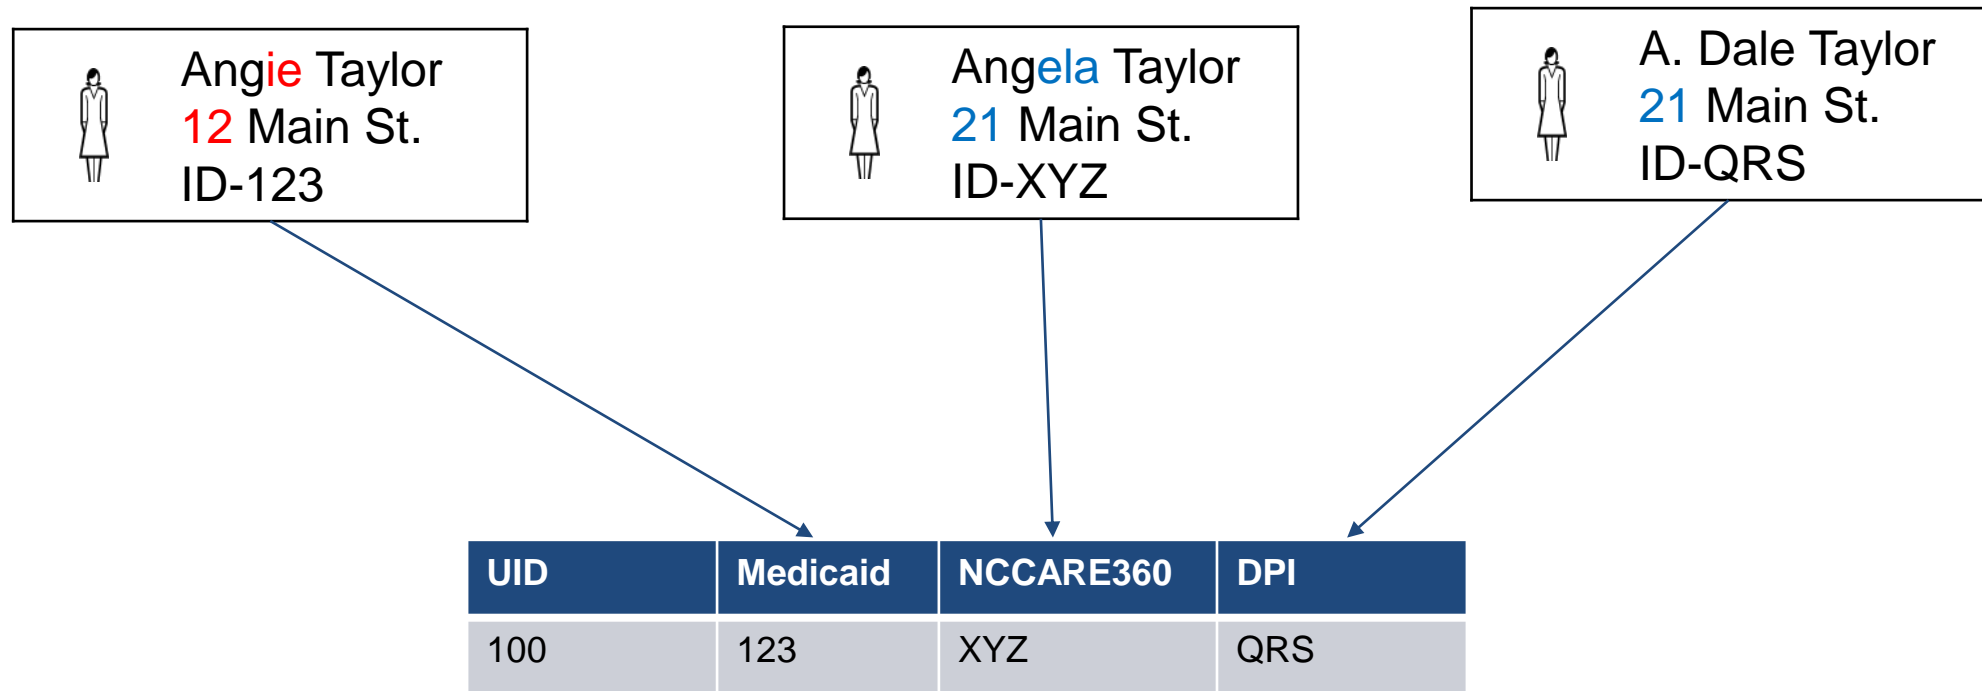 Angie Taylor
12 Main St.
ID-123
Angela Taylor
21 Main St.
ID-XYZ
A. Dale Taylor
21 Main St.
ID-QRS
UID Medicaid NCCARE360 DPI
100 123 XYZ QRS